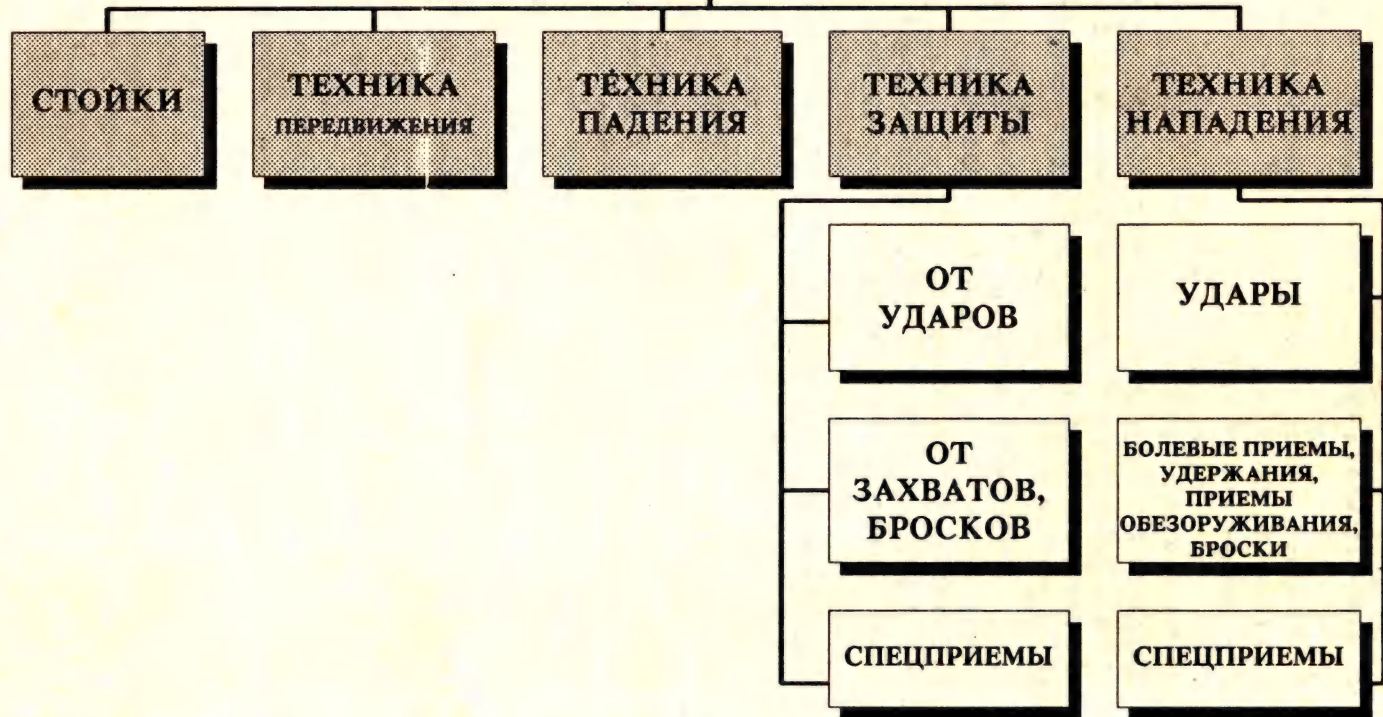 СТОЙКИ
ТЕХНИКА
ПЕРЕДВИЖЕНИЯ
ТЕХНИКА
ПАДЕНИЯ
ТЕХНИКА
ЗАЩИТЫ
ТЕХНИКА
НАПАДЕНИЯ
ОТ
УДАРОВ
УДАРЫ
ОТ
ЗАХВАТОВ,
БРОСКОВ
БОЛЕВЫЕ ПРИЕМЫ,
УДЕРЖАНИЯ,
ПРИЕМЫ
ОБЕЗОРУЖИВАНИЯ,
БРОСКИ
СПЕЦПРИЕМЫ
СПЕЦПРИЕМЫ